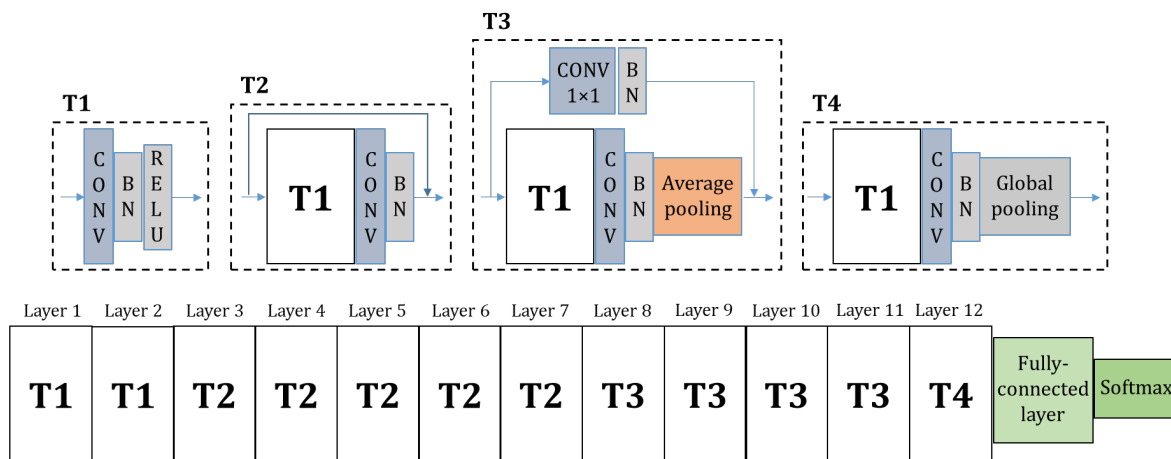 T1
C
O
N
V
B
N
R
E
L
U
T2
T1
C
O
N
V
B
N
T3
CONV
1×1
B
N
T1
C
O
N
V
B
N
Average
pooling
T4
T1
C
O
N
V
B
N
Global
pooling
Layer 1 Layer 2 Layer 3 Layer 4 Layer 5 Layer 6 Layer 7 Layer 8 Layer 9 Layer 10 Layer 11 Layer 12
T1 T1 T2 T2 T2 T2 T2 T3 T3 T3 T3 T4
Fully-
connected
layer
Softmax